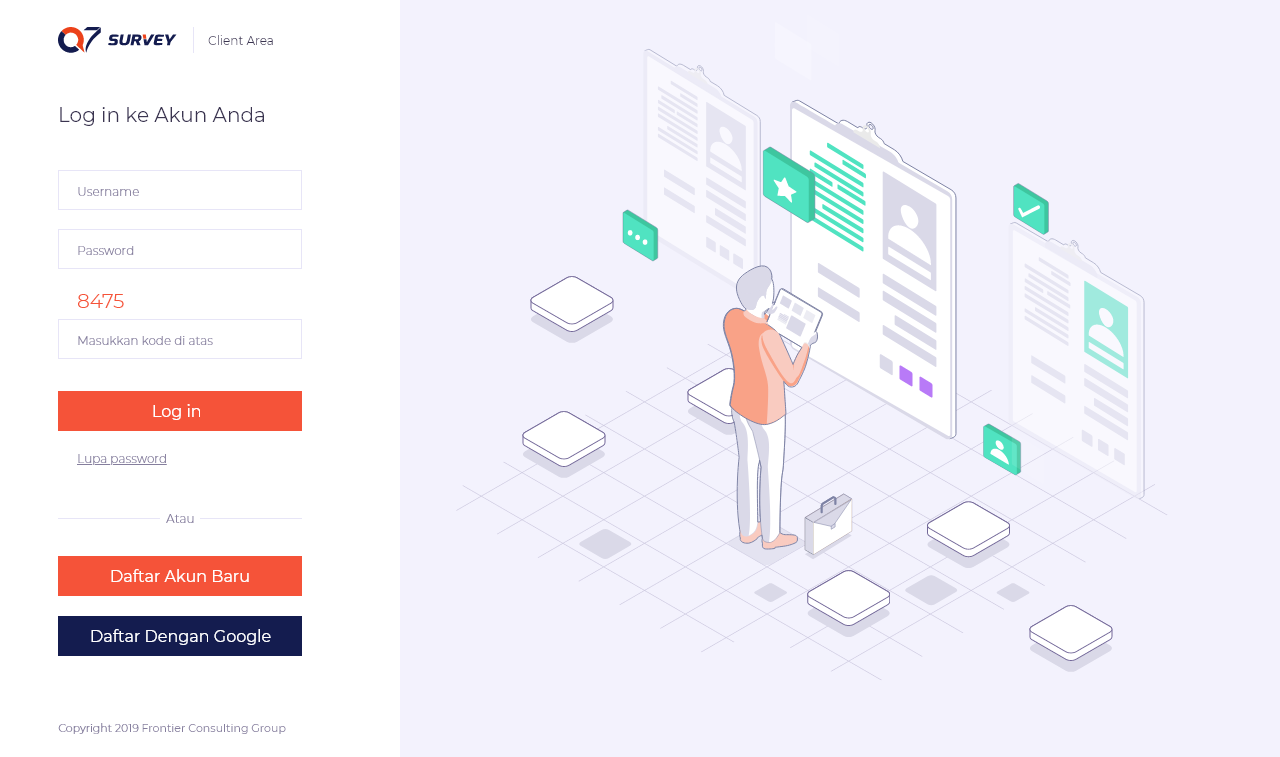 Q7 SURVEY Client Area
Log in ke Akun Anda
Username
Password
8475
Masukkan kode di atas
Log in
Lupa password
Atau
Daftar Akun Baru
Daftar Dengan Google
Copyright 2019 Frontier Consulting Group